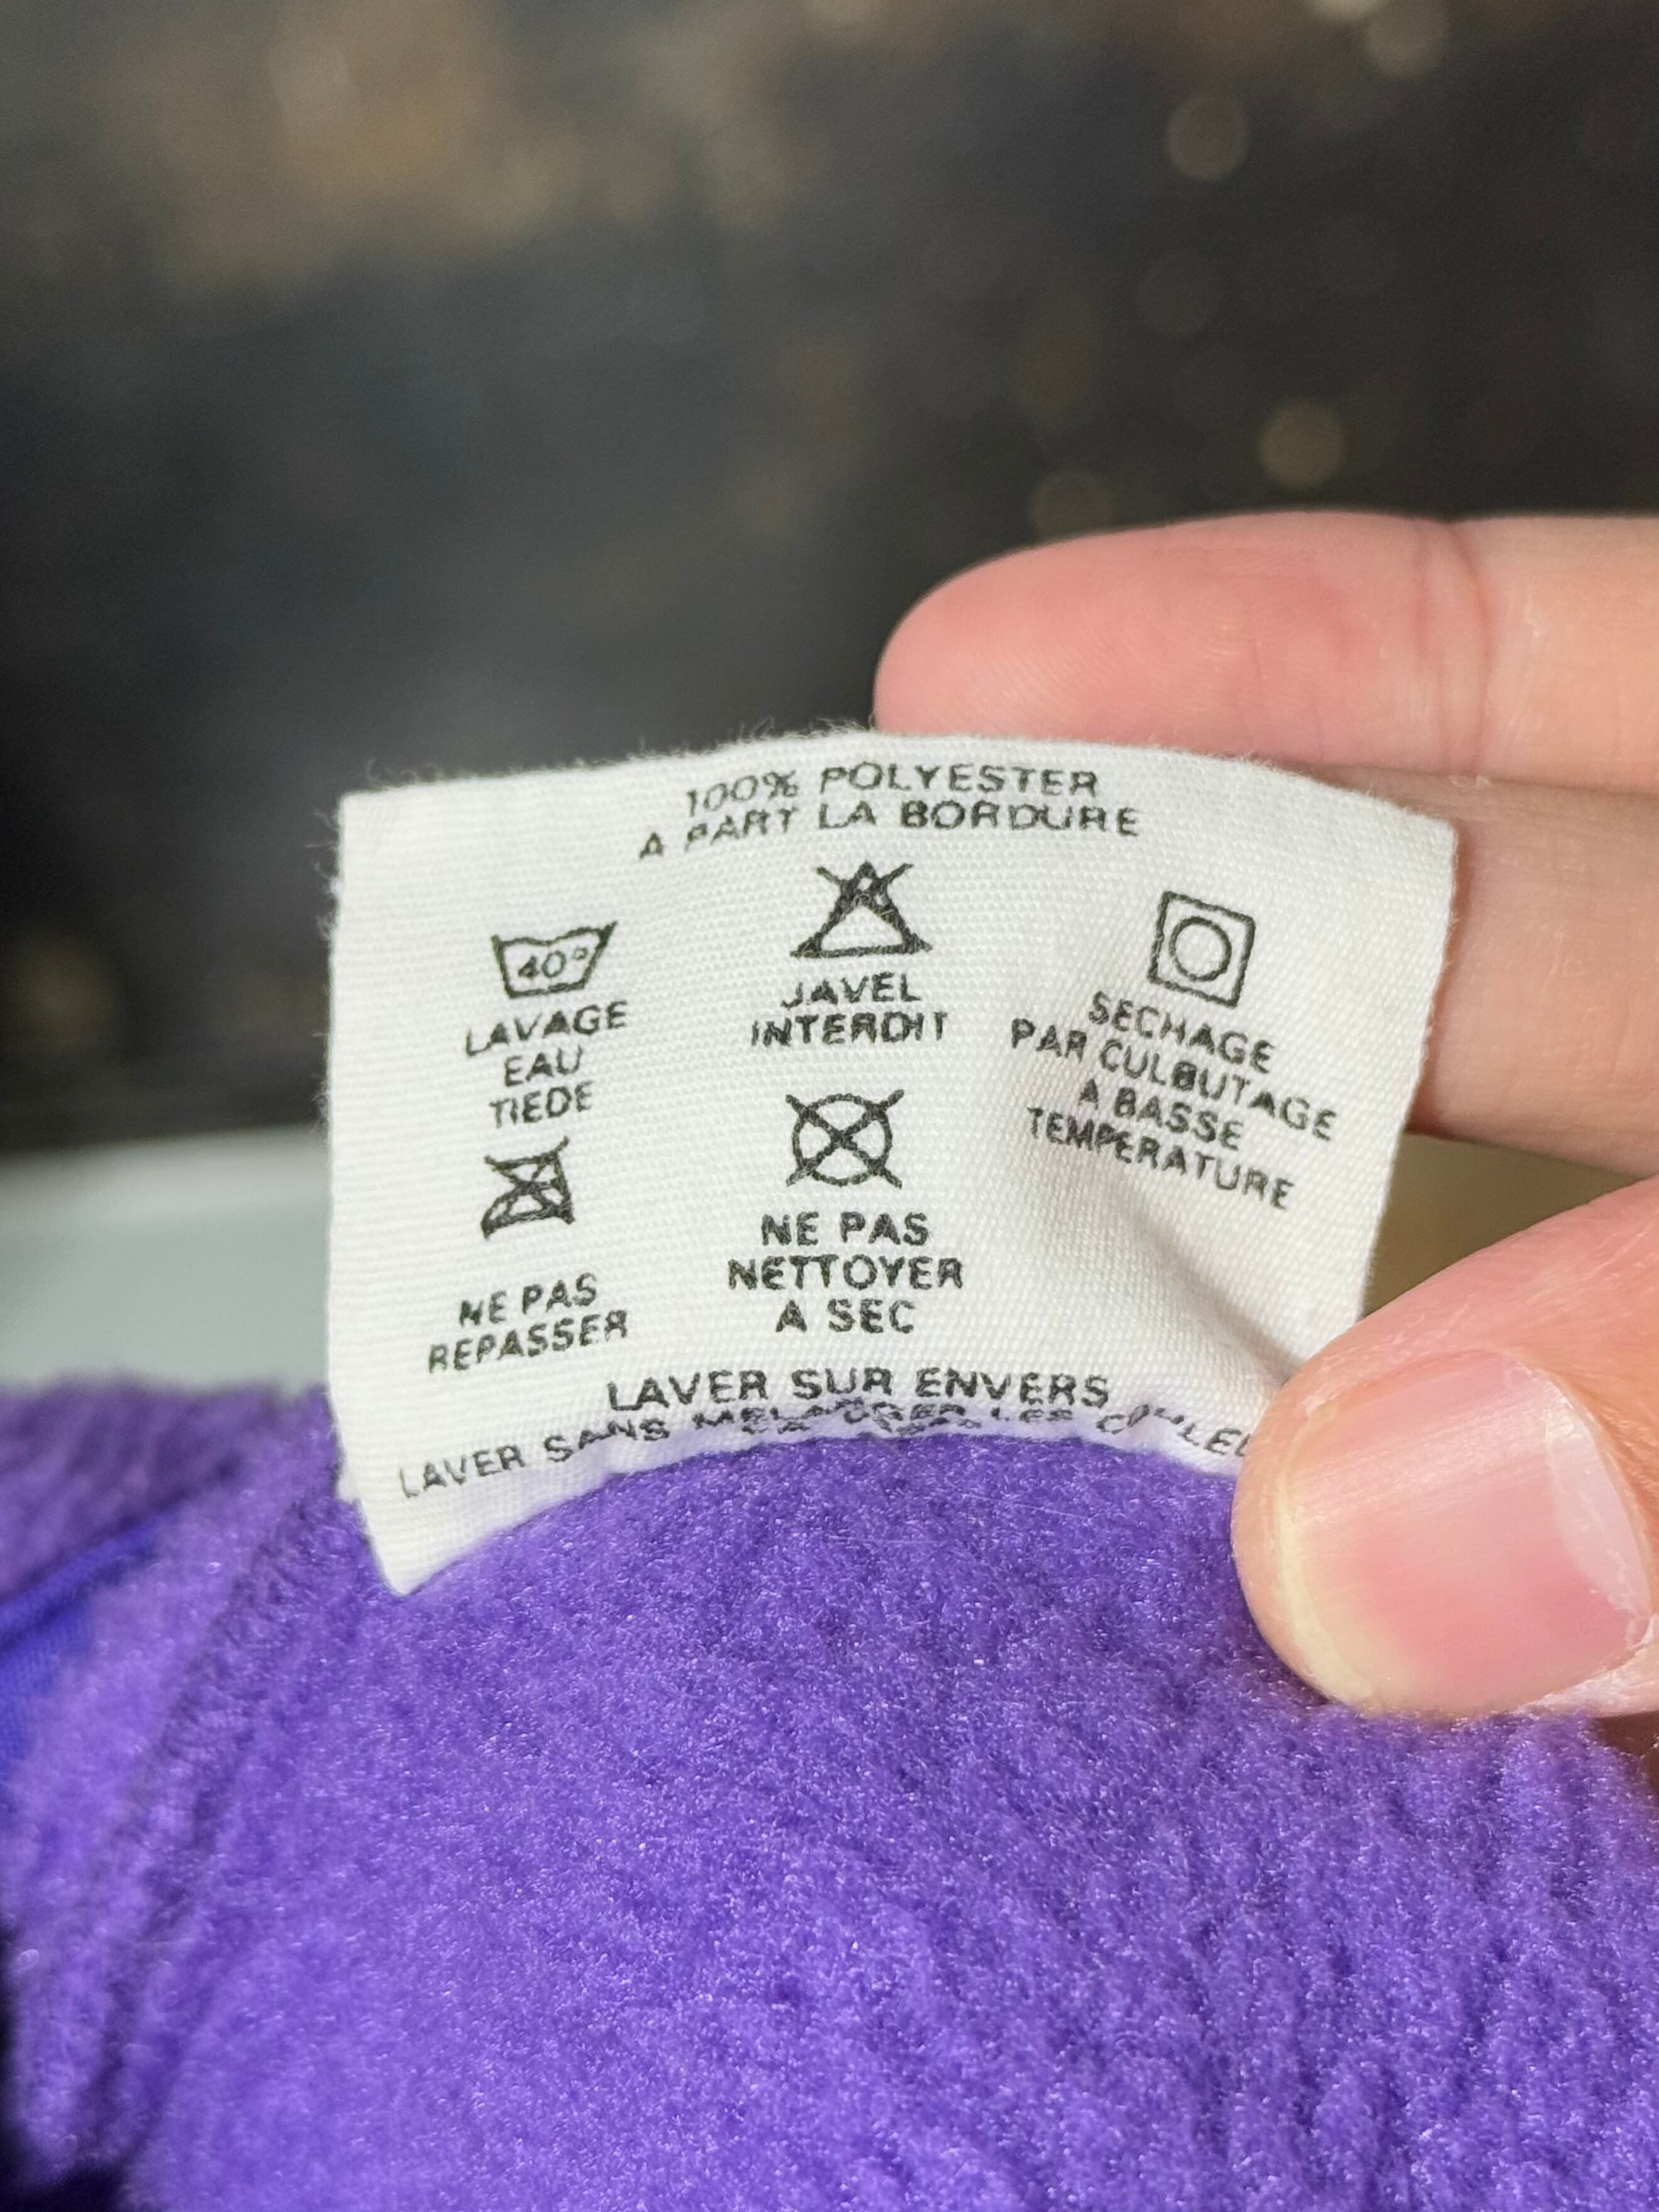 100% POLYESTER
A PART LA BORDURE
40°
LAVAGE
EAU
TIEDE
JAVEL
INTERDIT
SECHAGE
PAR CULBUTAGE
A BASSE
TEMPERATURE
NE PAS
REPASSER
NE PAS
NETTOYER
A SEC
LAVER SUR ENVERS
LAVER SANS LES